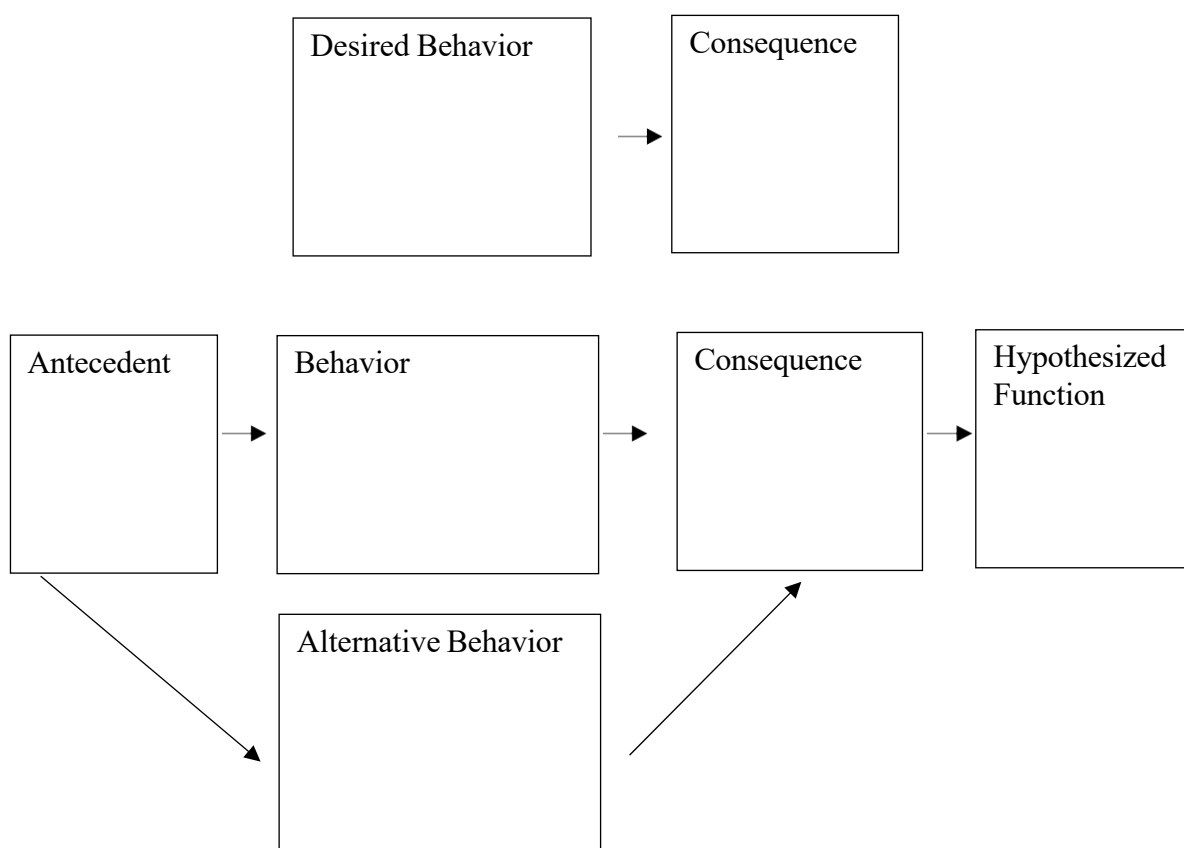 Desired Behavior
Consequence
Antecedent
Behavior
Consequence
Hypothesized
Function
Alternative Behavior